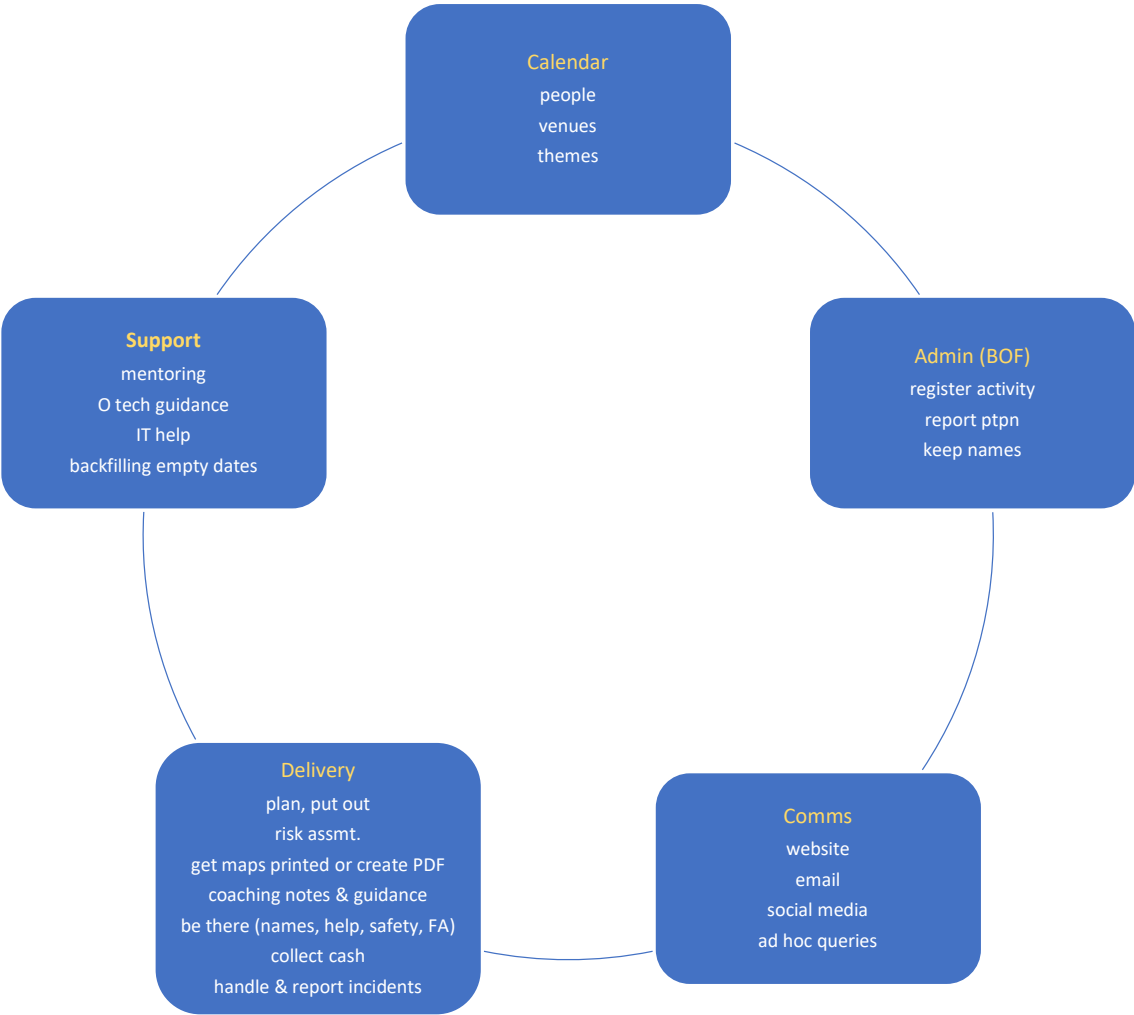 Calendar
people
venues
themes
Admin (BOF)
register activity
report ptpn
keep names
Comms
website
email
social media
ad hoc queries
Delivery
plan, put out
risk assmt.
get maps printed or create PDF
coaching notes & guidance
be there (names, help, safety, FA)
collect cash
handle & report incidents
Support
mentoring
O tech guidance
IT help
backfilling empty dates